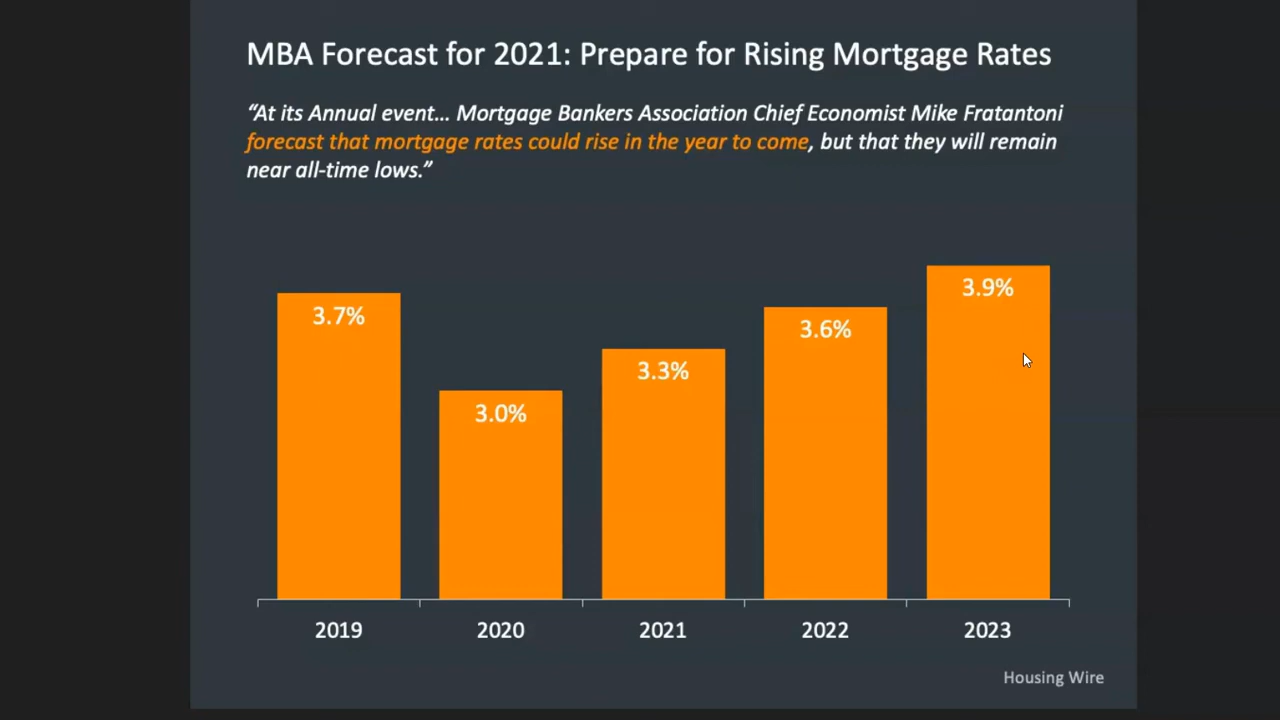 MBA Forecast for 2021: Prepare for Rising Mortgage Rates
“At its Annual event... Mortgage Bankers Association Chief Economist Mike Fratantoni
forecast that mortgage rates could rise in the year to come, but that they will remain
near all-time lows.”
3.7%
3.0%
3.3%
3.6%
3.9%
2019
2020
2021
2022
2023
Housing Wire